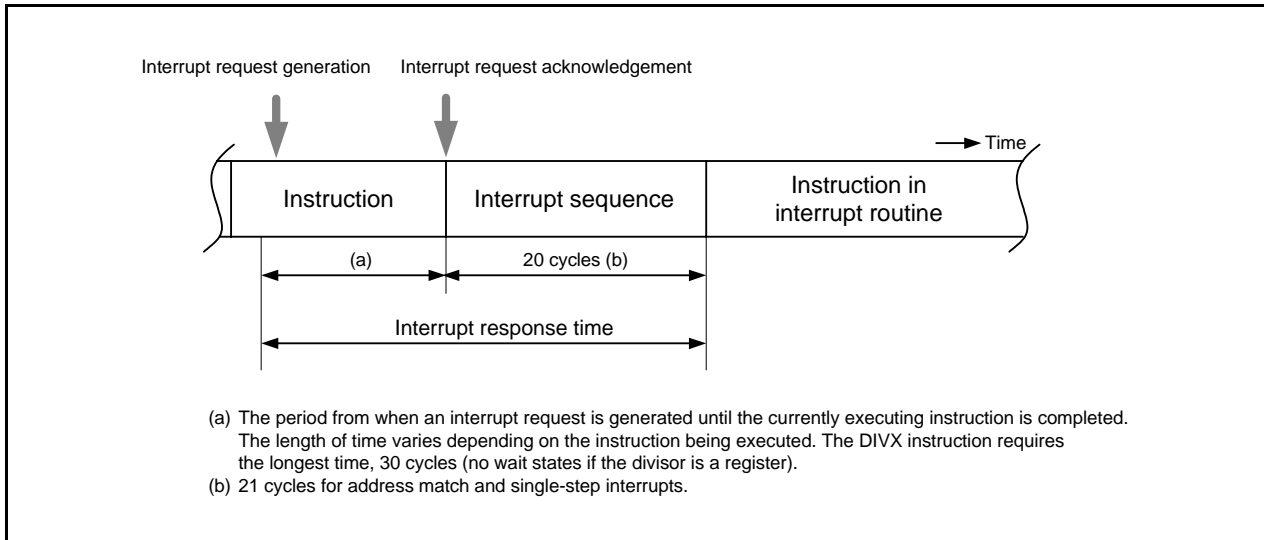 Interrupt request generation
Interrupt request acknowledgement
Time
Instruction
Interrupt sequence
Instruction in
interrupt routine
(a)
20 cycles (b)
Interrupt response time
(a) The period from when an interrupt request is generated until the currently executing instruction is completed.
The length of time varies depending on the instruction being executed. The DIVX instruction requires
the longest time, 30 cycles (no wait states if the divisor is a register).
(b) 21 cycles for address match and single-step interrupts.